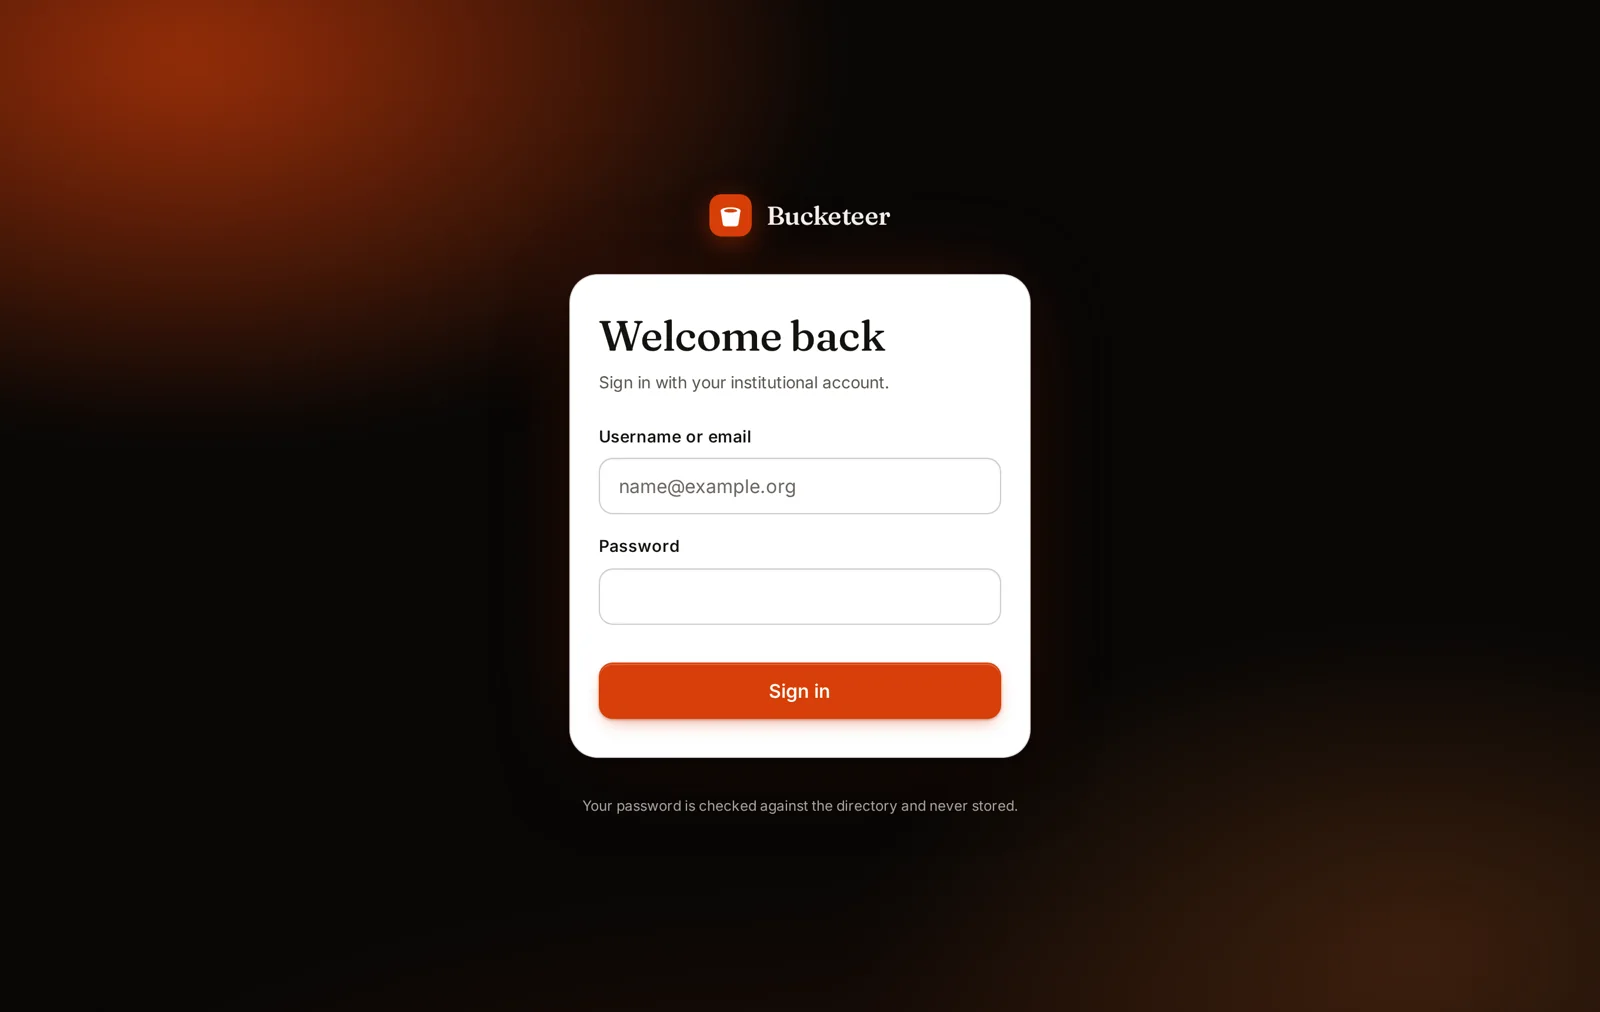 Bucketeer
Welcome back
Sign in with your institutional account.
Username or email
name@example.org
Password
Sign in
Your password is checked against the directory and never stored.